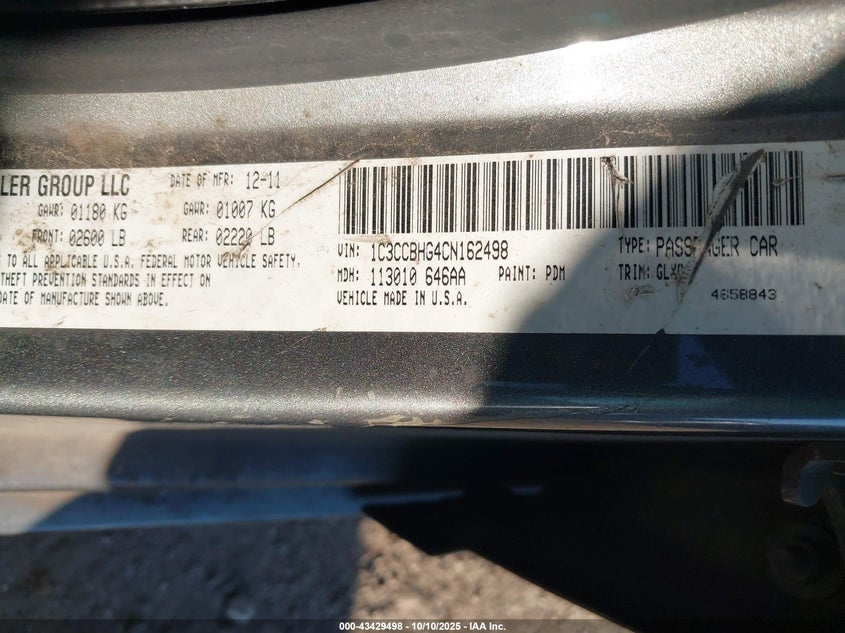 LER GROUP LLC
DATE OF MFR: 12-11
GAWR: 01180 KG
GAWR: 01007 KG
FRONT: 02600 LB
REAR: 02220 LB
TO ALL APPLICABLE U.S.A. FEDERAL MOTOR VEHICLE SAFETY,
THEFT PREVENTION STANDARDS IN EFFECT ON
DATE OF MANUFACTURE SHOWN ABOVE.
VIN: 1C3CCBHG4CN162498
TYPE: PASSENGER CAR
MDH: 113010 646AA
PAINT: PDM
TRIM:
VEHICLE MADE IN U.S.A.
4658843
000-43429498 - 10/10/2025 - IAA Inc.